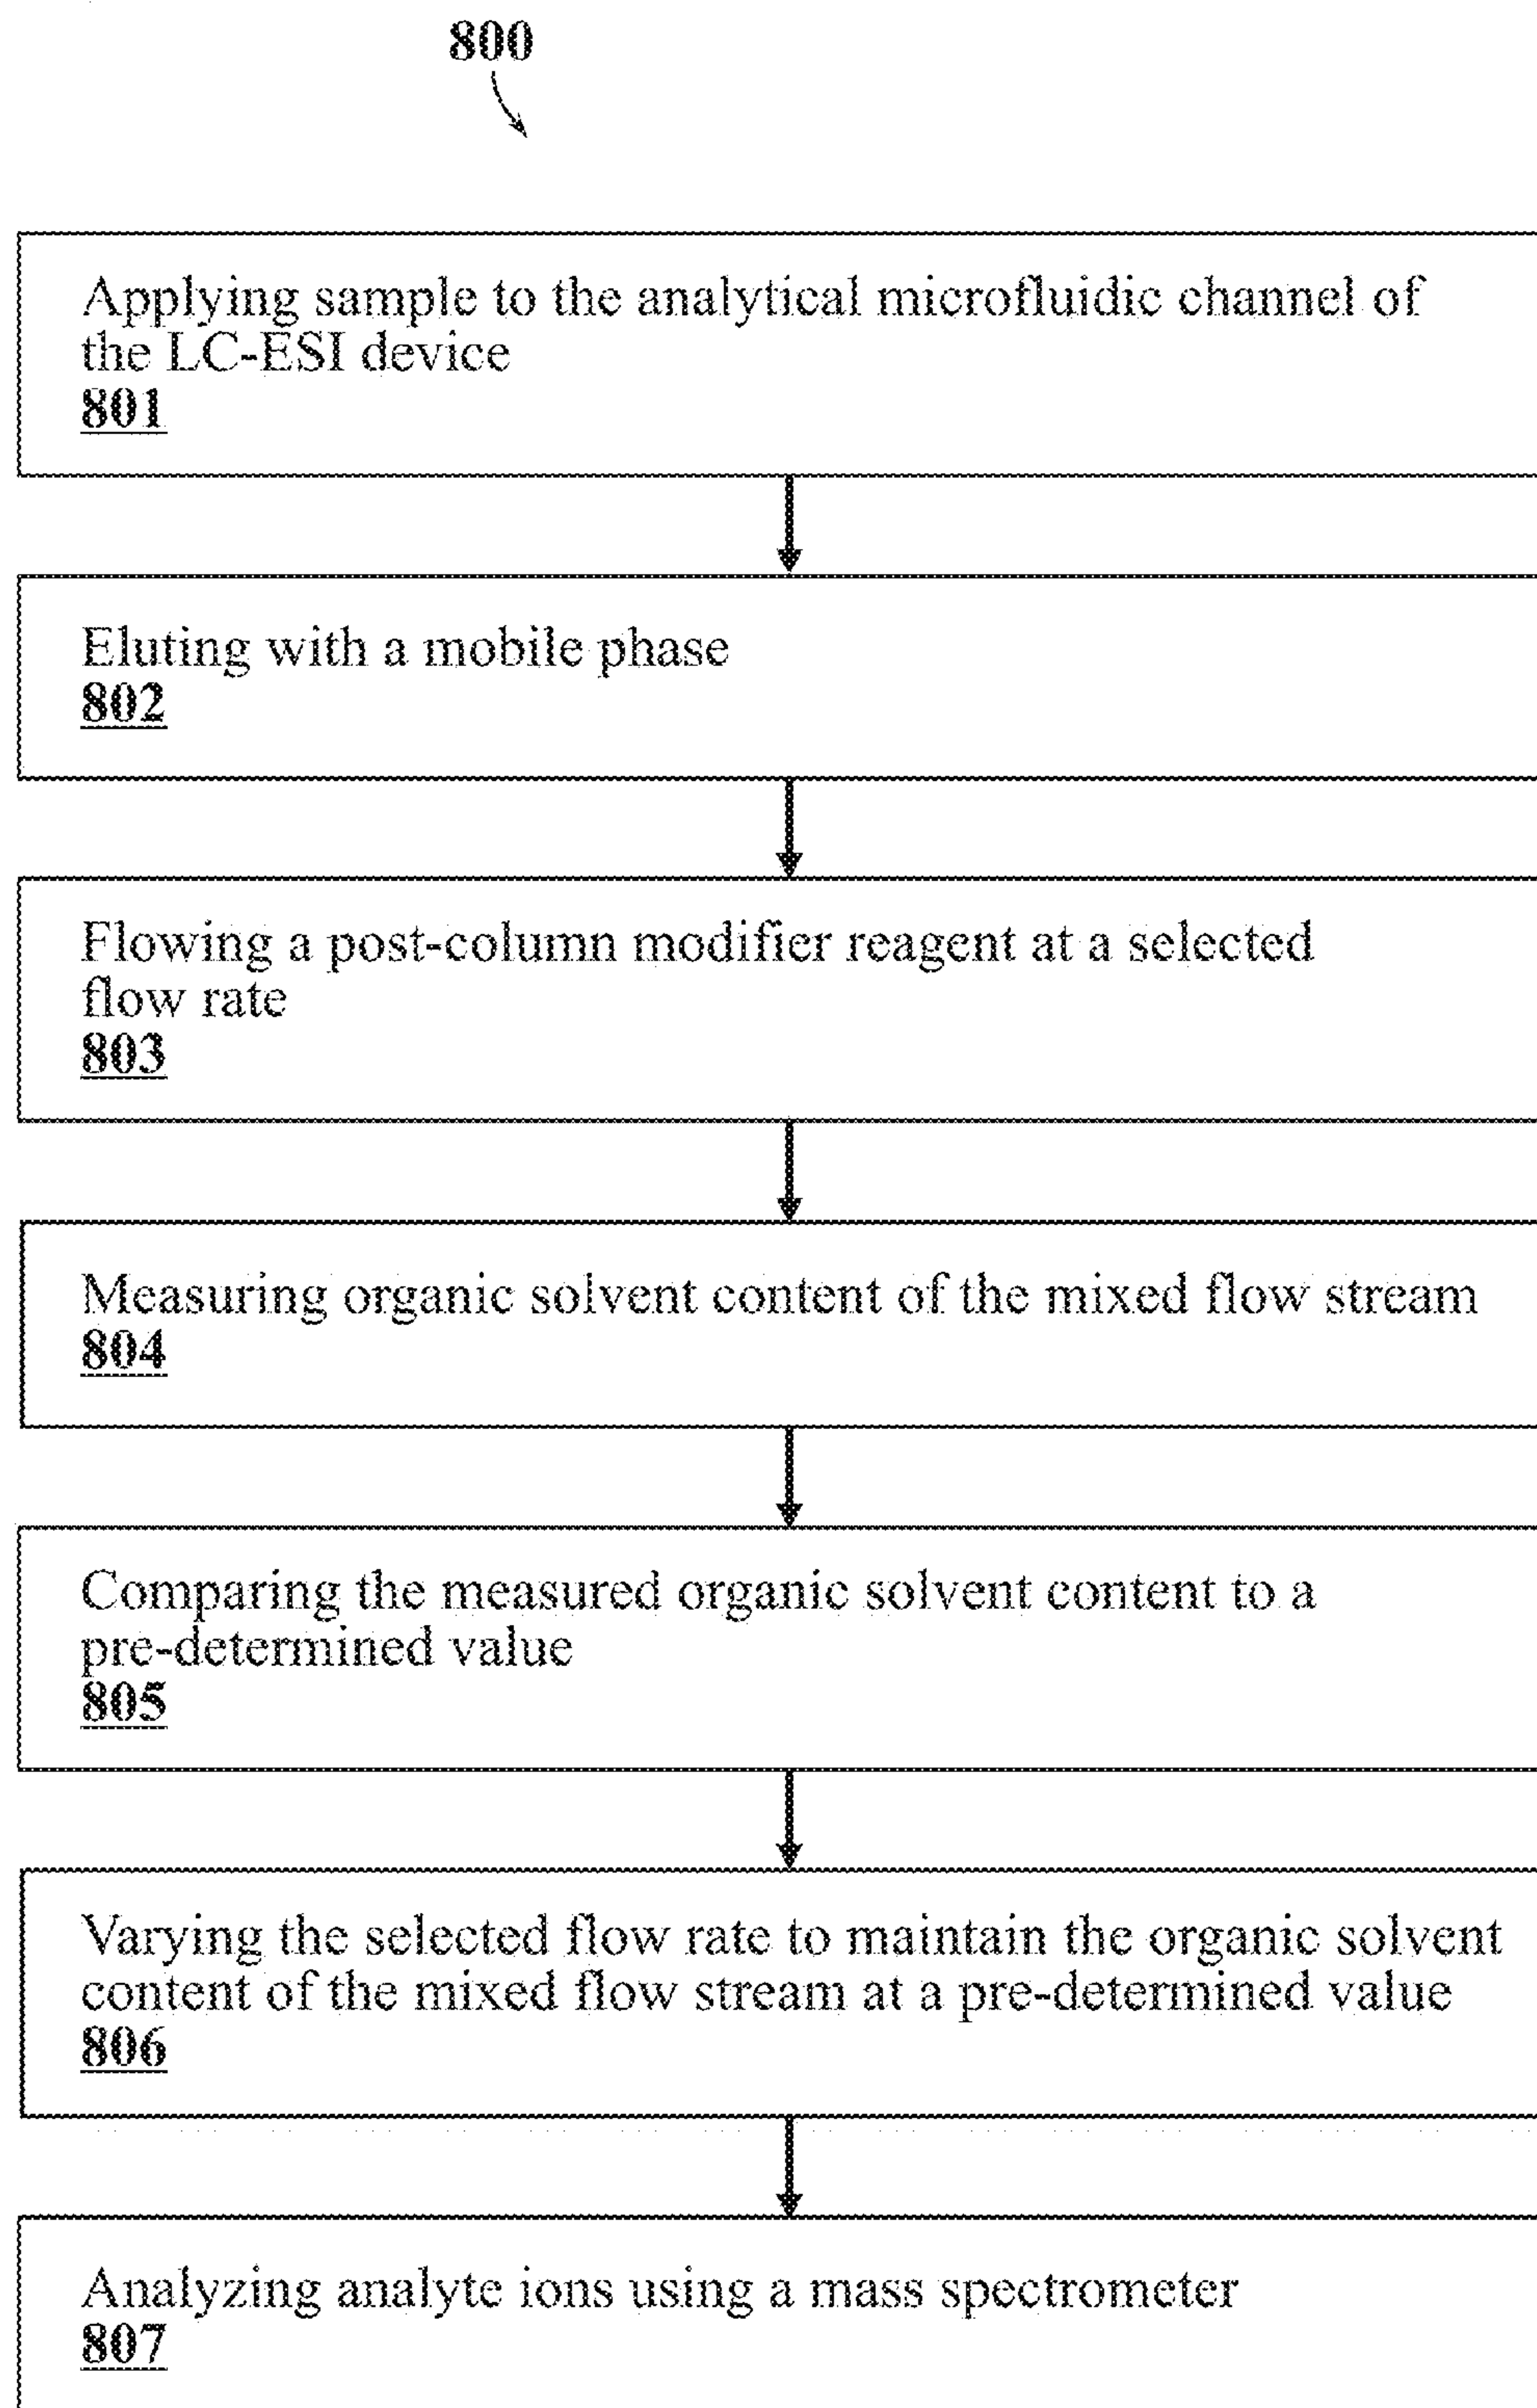 800
Applying sample to the analytical microfluidic channel of
the LC-ESI device
801
Eluting with a mobile phase
802
Flowing a post-column modifier reagent at a selected
flow rate
803
Measuring organic solvent content of the mixed flow stream
804
Comparing the measured organic solvent content to a
pre-determined value
805
Varying the selected flow rate to maintain the organic solvent
content of the mixed flow stream at a pre-determined value
806
Analyzing analyte ions using a mass spectrometer
807